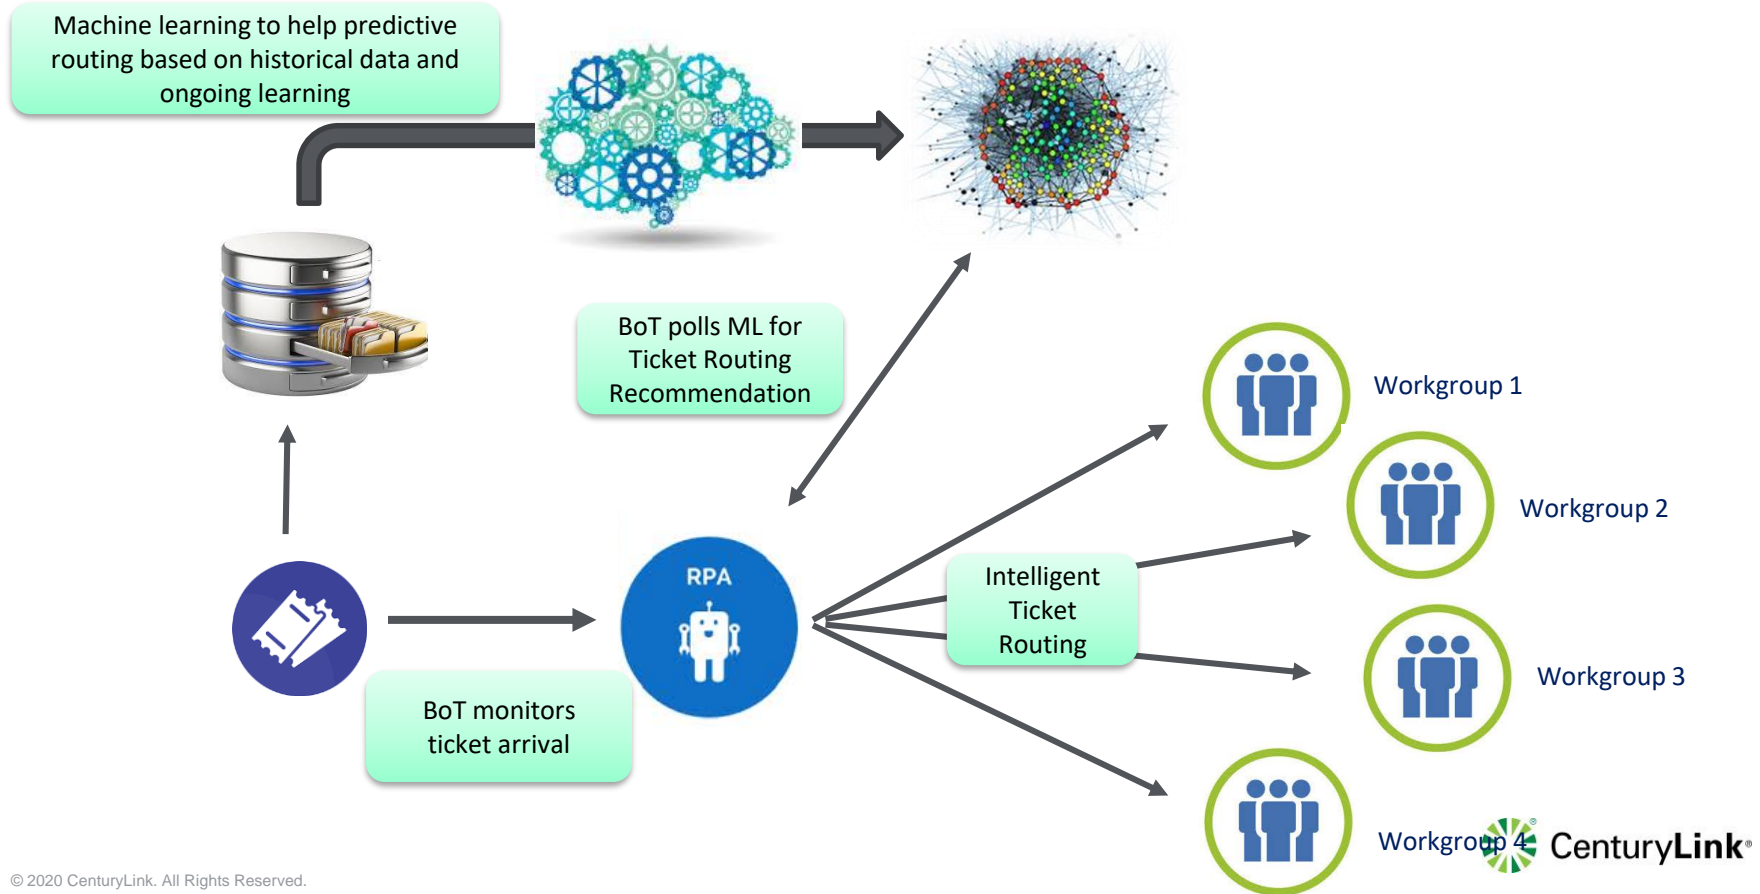 Machine learning to help predictive
routing based on historical data and
ongoing learning
BoT polls ML for
Ticket Routing
Recommendation
Workgroup 1
Workgroup 2
RPA
Intelligent
Ticket
Routing
Workgroup 3
BoT monitors
ticket arrival
Workgroup 4
CenturyLink®
© 2020 CenturyLink. All Rights Reserved.